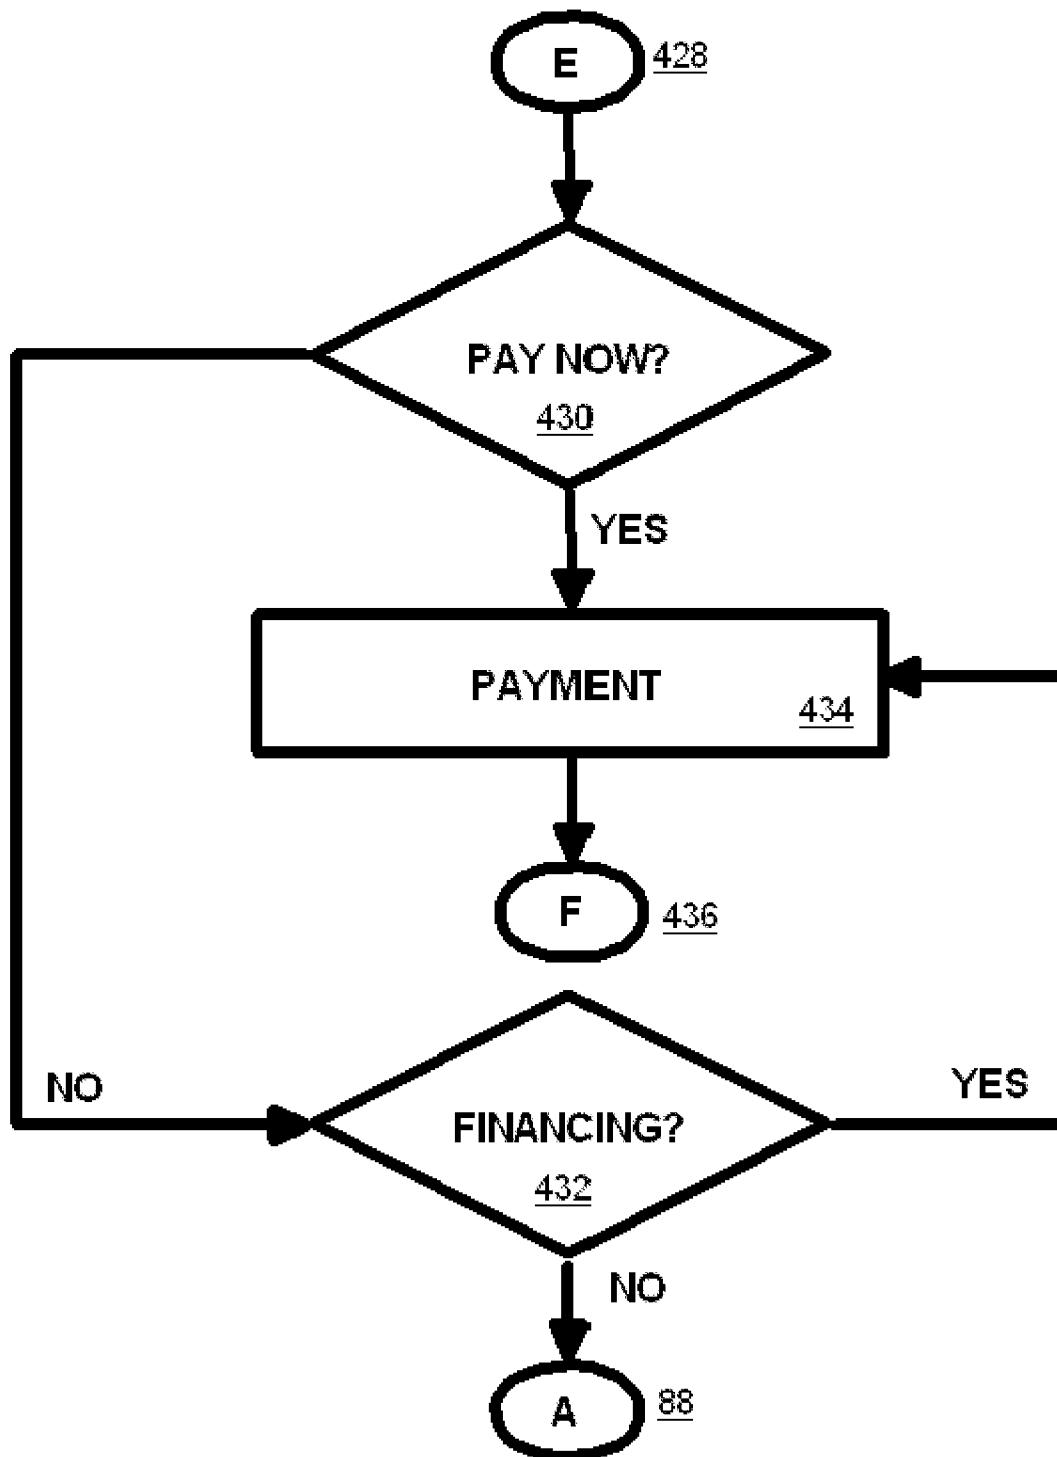 E
428
PAY NOW?
430
YES
PAYMENT
434
F
436
NO
YES
FINANCING?
432
NO
A
88